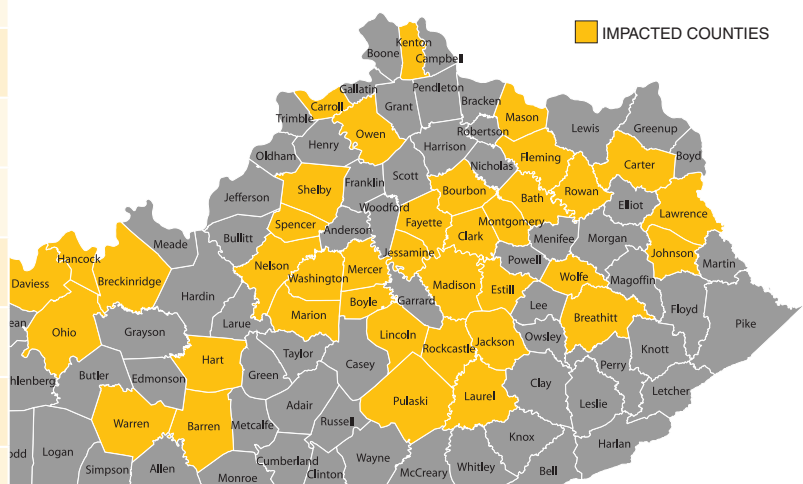 IMPACTED COUNTIES
Kenton
Boone
Campbell
Gallatin
Pendleton
Carroll
Grant
Bracken
Trimble
Mason
Owen
Robertson
Lewis
Greenup
Henry
Harrison
Oldham
Fleming
Nicholas
Boyd
Carter
Scott
Franklin
Shelby
Bourbon
Rowan
Jefferson
Bath
Elliot
Woodford
Fayette
Montgomery
Lawrence
Spencer
Anderson
Clark
Bullitt
Menifee
Morgan
Meade
Jessamine
Johnson
Hancock
Powell
Martin
Nelson
Mercer
Washington
Wolfe
Magoffin
Daviess
Breckinridge
Madison
Estill
Hardin
Boyle
Garrard
Lee
Floyd
Marion
Breathitt
ean
Ohio
Grayson
Larue
Pike
Lincoln
Owsley
Jackson
Knott
Rockcastle
Hart
Taylor
Casey
Perry
hlenberg
Butler
Edmonson
Green
Clay
Letcher
Laurel
Pulaski
Leslie
Adair
Warren
Barren
Metcalfe
Russell
Knox
Harlan
odd
Logan
Wayne
Cumberland
Whitley
Simpson
Allen
Bell
McCreary
Clinton
Monroe